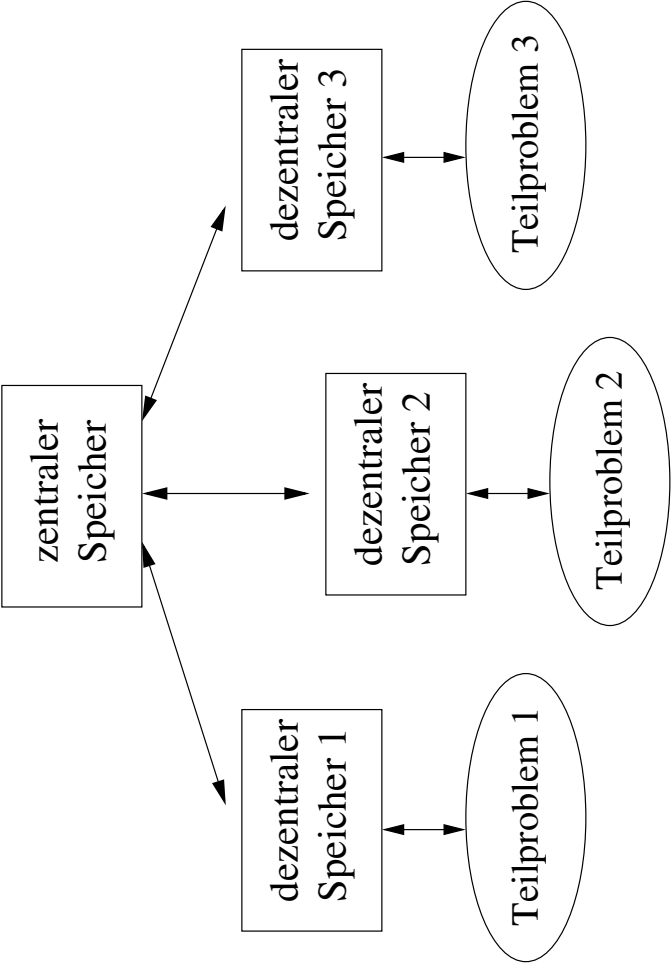 zentraler
Speicher
dezentraler
Speicher 1
dezentraler
Speicher 2
dezentraler
Speicher 3
Teilproblem 1
Teilproblem 2
Teilproblem 3